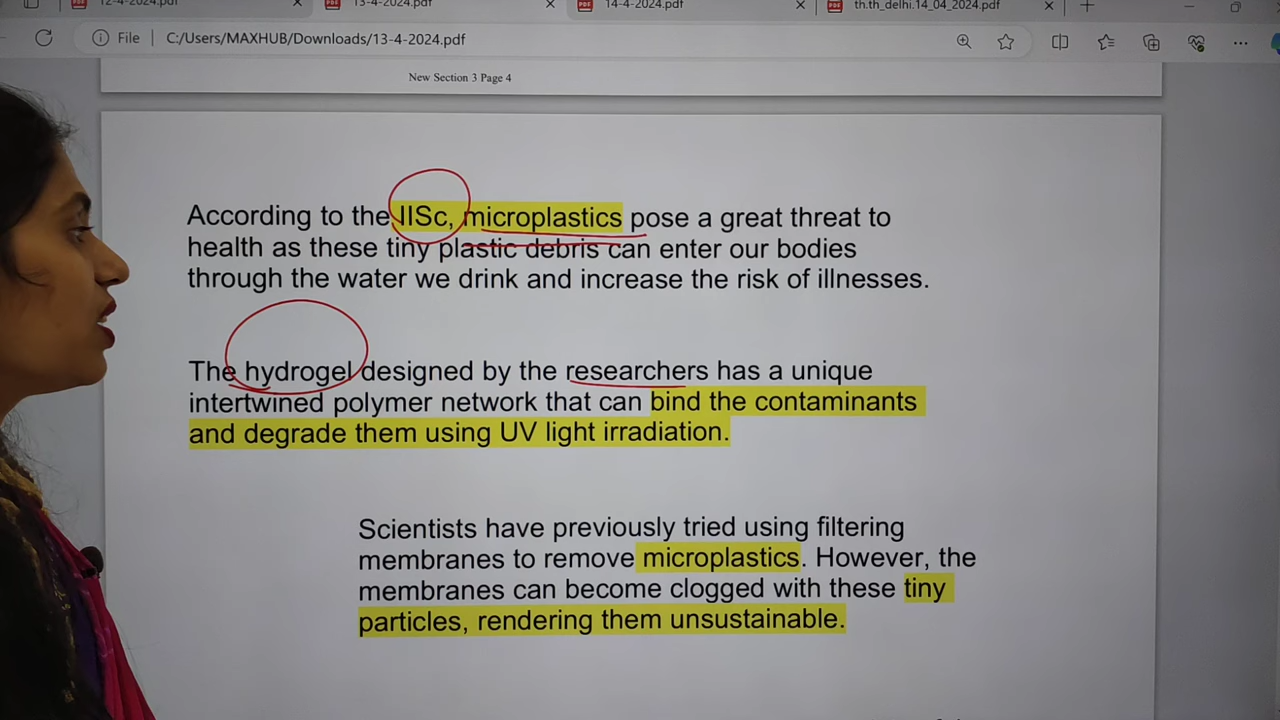 12-4-2024.pdf
13-4-2024.pdf
14-4-2024.pdf
th.th_delhi.14_04_2024.pdf
File
C:/Users/MAXHUB/Downloads/13-4-2024.pdf
New Section 3 Page 4
According to the IISc, microplastics pose a great threat to
health as these tiny plastic debris can enter our bodies
through the water we drink and increase the risk of illnesses.
The hydrogel designed by the researchers has a unique
intertwined polymer network that can bind the contaminants
and degrade them using UV light irradiation.
Scientists have previously tried using filtering
membranes to remove microplastics. However, the
membranes can become clogged with these tiny
particles, rendering them unsustainable.